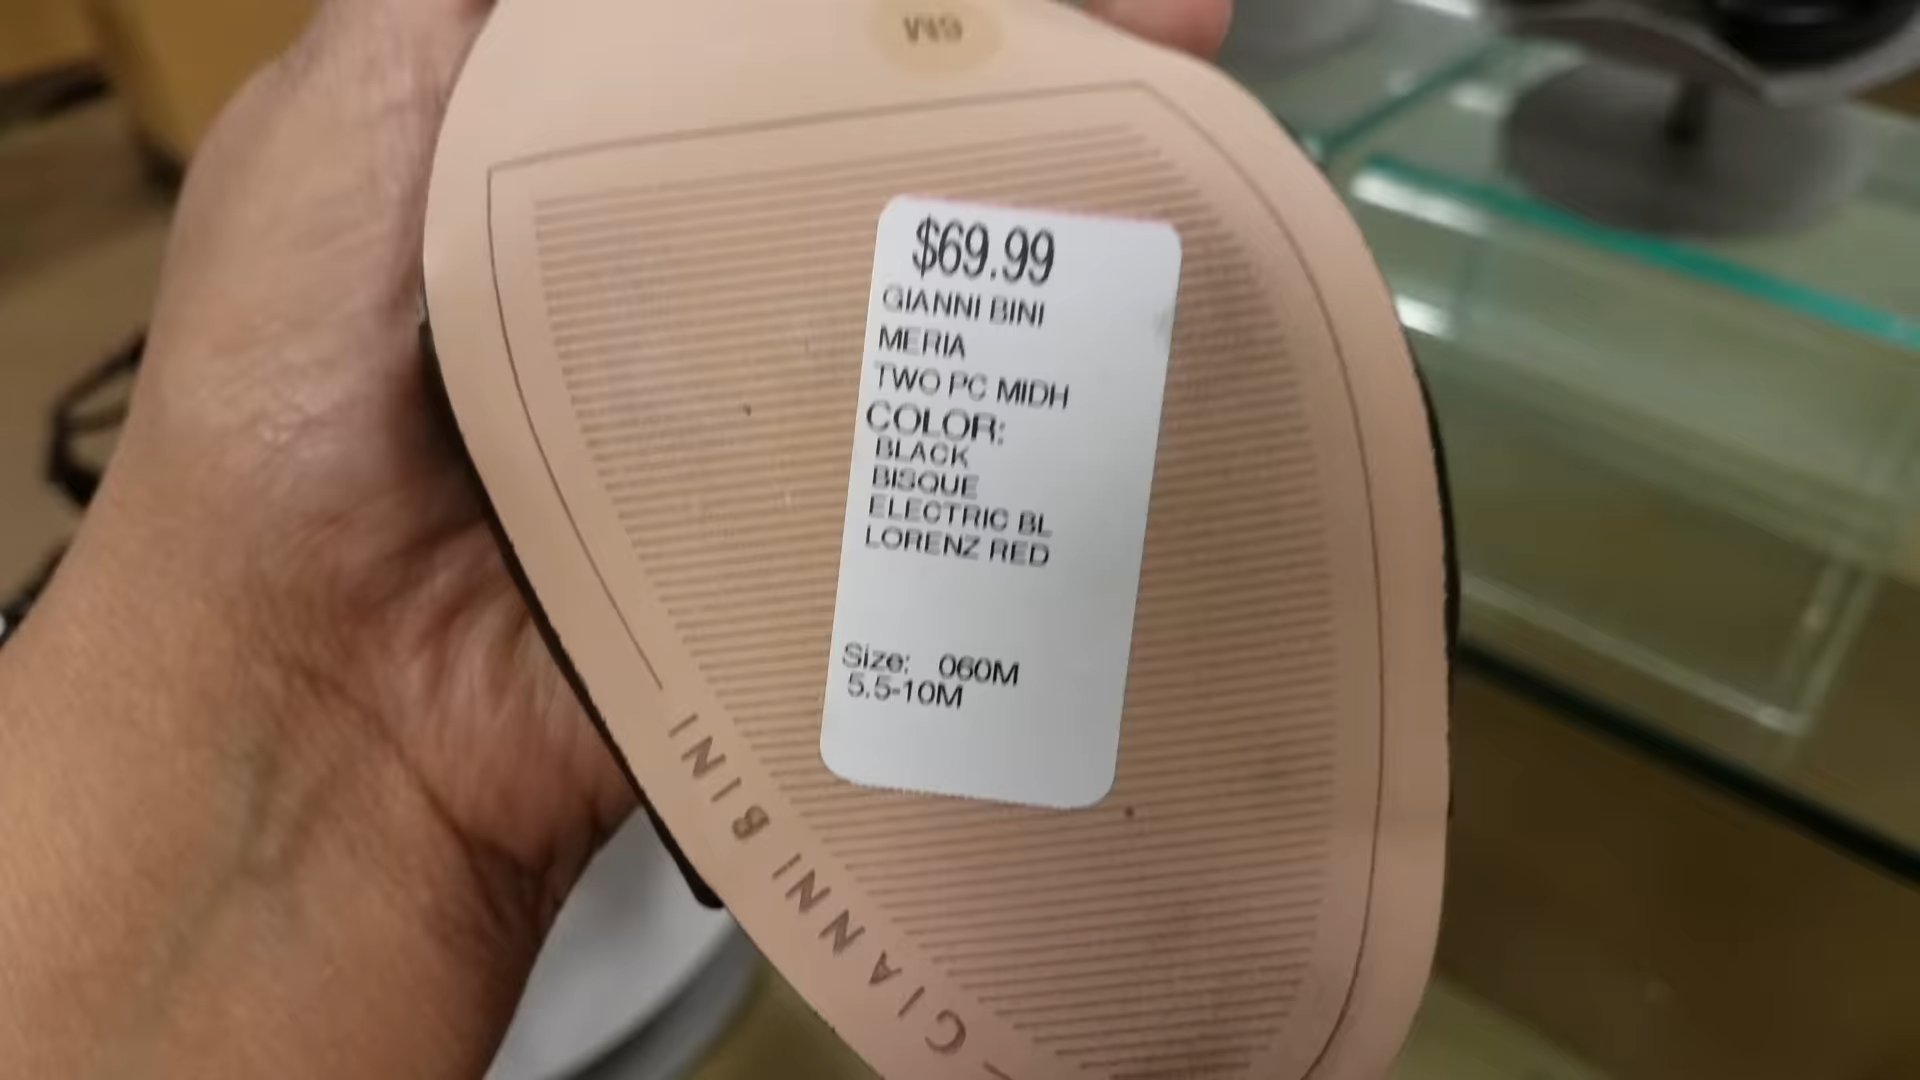 6M
$69.99
GIANNI BINI
MERIA
TWO PC MIDH
COLOR:
BLACK
BISQUE
ELECTRIC BL
LORENZ RED
Size: 060M
5.5-10M
GIANNI BINI